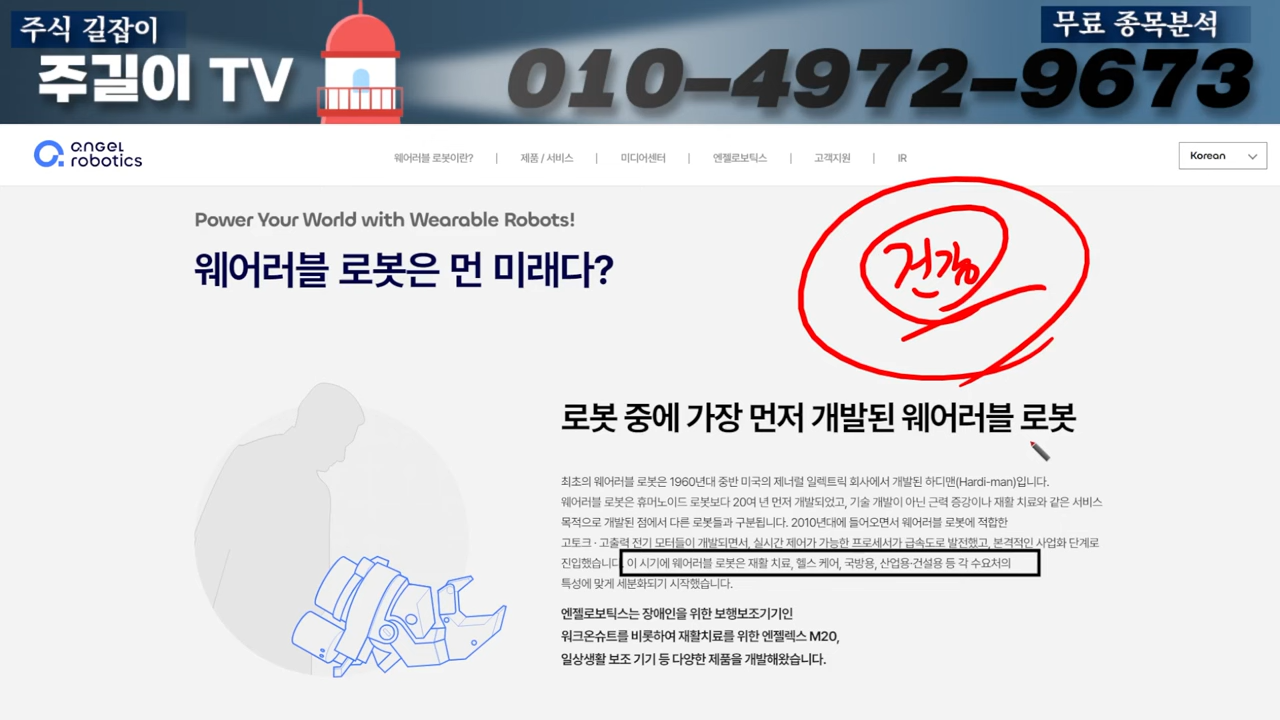 주식 길잡이
주길이 TV
무료 종목분석
010-4972-9673
angel robotics
웨어러블 로봇이란? | 제품 / 서비스 | 미디어센터 | 엔젤로보틱스 | 고객지원 | IR
Korean
Power Your World with Wearable Robots!
웨어러블 로봇은 먼 미래다?
건강
로봇 중에 가장 먼저 개발된 웨어러블 로봇
최초의 웨어러블 로봇은 1960년대 중반 미국의 제너럴 일렉트릭 회사에서 개발된 하디맨(Hardi-man)입니다.
웨어러블 로봇은 휴머노이드 로봇보다 20여 년 먼저 개발되었고, 기술 개발이 아닌 근력 증강이나 재활 치료와 같은 서비스
목적으로 개발된 점에서 다른 로봇들과 구분됩니다. 2010년대에 들어오면서 웨어러블 로봇에 적합한
고토크 · 고출력 전기 모터들이 개발되면서, 실시간 제어가 가능한 프로세서가 급속도로 발전했고, 본격적인 사업화 단계로
진입했습니다. 이 시기에 웨어러블 로봇은 재활 치료, 헬스 케어, 국방용, 산업용·건설용 등 각 수요처의
특성에 맞게 세분화되기 시작했습니다.
엔젤로보틱스는 장애인을 위한 보행보조기기인
워크온슈트를 비롯하여 재활치료를 위한 엔젤렉스 M20,
일상생활 보조 기기 등 다양한 제품을 개발해왔습니다.